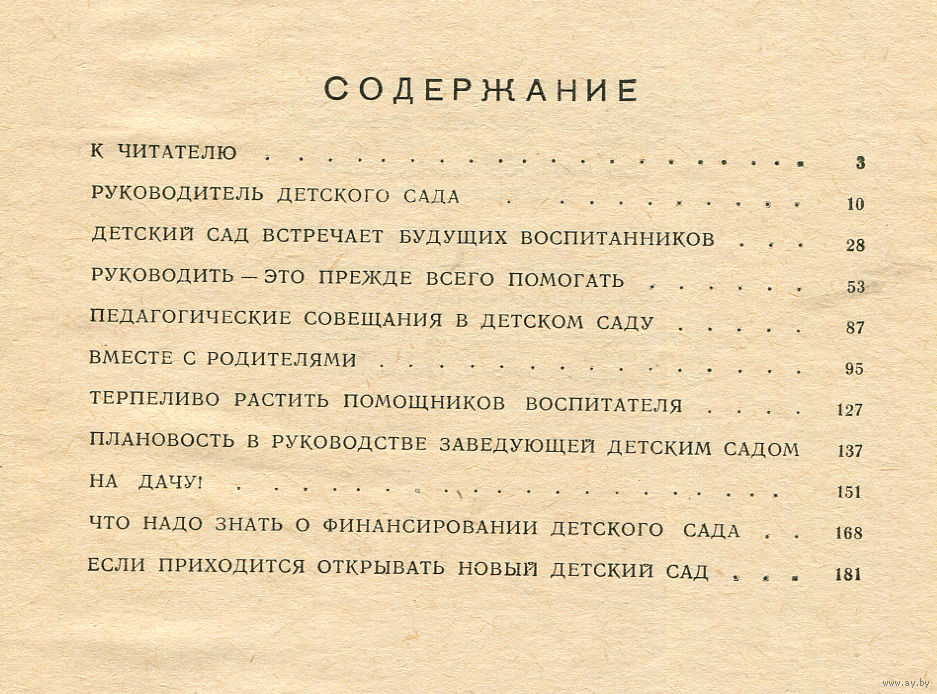 СОДЕРЖАНИЕ
К ЧИТАТЕЛЮ . . . . . . . . . . . . . . . . . . . . 3
РУКОВОДИТЕЛЬ ДЕТСКОГО САДА . . . . . . . . . . 10
ДЕТСКИЙ САД ВСТРЕЧАЕТ БУДУЩИХ ВОСПИТАННИКОВ . . . 28
РУКОВОДИТЬ — ЭТО ПРЕЖДЕ ВСЕГО ПОМОГАТЬ . . . . . . 53
ПЕДАГОГИЧЕСКИЕ СОВЕЩАНИЯ В ДЕТСКОМ САДУ . . . . . 87
ВМЕСТЕ С РОДИТЕЛЯМИ . . . . . . . . . . . . . . . 95
ТЕРПЕЛИВО РАСТИТЬ ПОМОЩНИКОВ ВОСПИТАТЕЛЯ . . . . 127
ПЛАНОВОСТЬ В РУКОВОДСТВЕ ЗАВЕДУЮЩЕЙ ДЕТСКИМ САДОМ 137
НА ДАЧУ! . . . . . . . . . . . . . . . . . . . 151
ЧТО НАДО ЗНАТЬ О ФИНАНСИРОВАНИИ ДЕТСКОГО САДА . . 168
ЕСЛИ ПРИХОДИТСЯ ОТКРЫВАТЬ НОВЫЙ ДЕТСКИЙ САД . . . 181
www.ay.by